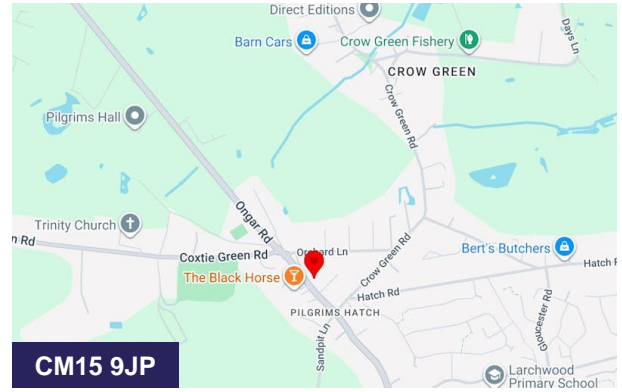 Direct Editions
Barn Cars
Crow Green Fishery
Days Ln
CROW GREEN
Crow Green Rd
Pilgrims Hall
Ongar Rd
Trinity Church
n Rd
Coxtie Green Rd
Orchard Ln
Crow Green Rd
Bert's Butchers
The Black Horse
Hatch R
Hatch Rd
PILGRIMS HATCH
Gloucester Rd
Sandpit Ln
CM15 9JP
Larchwood
Primary School